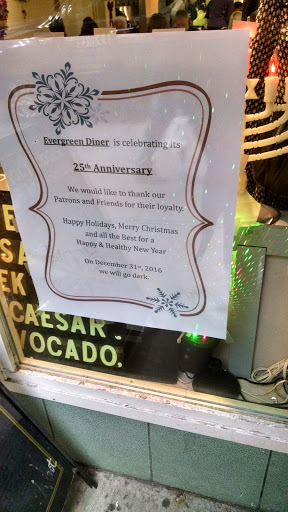 Evergreen Diner is celebrating its
25th Anniversary
We would like to thank our
Patrons and Friends for their loyalty.
Happy Holidays, Merry Christmas
and all the Best for a
Happy & Healthy New Year
On December 31st, 2016
we will go dark.
CAESAR